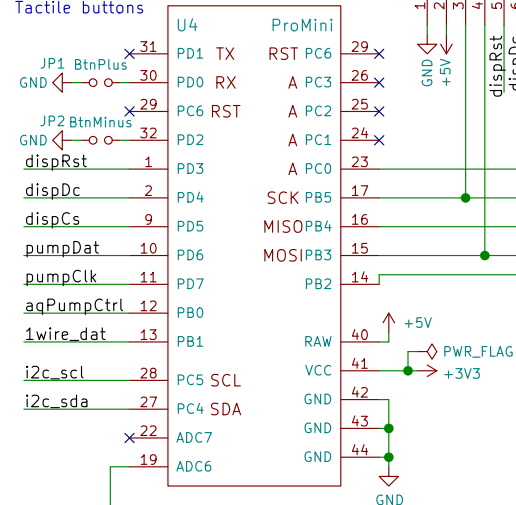 Tactile buttons
U4 ProMini
31 PD1 TX RST PC6 29
JP1 BtnPlus
GND 30 PD0 RX A PC3 26
29 PC6 RST A PC2 25
JP2 BtnMinus
GND 32 PD2 A PC1 24
dispRst 1 PD3 A PC0 23
dispDc 2 PD4 SCK PB5 17
dispCs 9 PD5 MISO PB4 16
pumpDat 10 PD6 MOSI PB3 15
pumpClk 11 PD7 PB2 14
aqPumpCtrl 12 PB0
1wire_dat 13 PB1 RAW 40 +5V
PWR_FLAG
VCC 41 +3V3
i2c_scl 28 PC5 SCL GND 42
i2c_sda 27 PC4 SDA GND 43
22 ADC7 GND 44
19 ADC6
GND
1 2 3 4 5
GND +5V dispRst